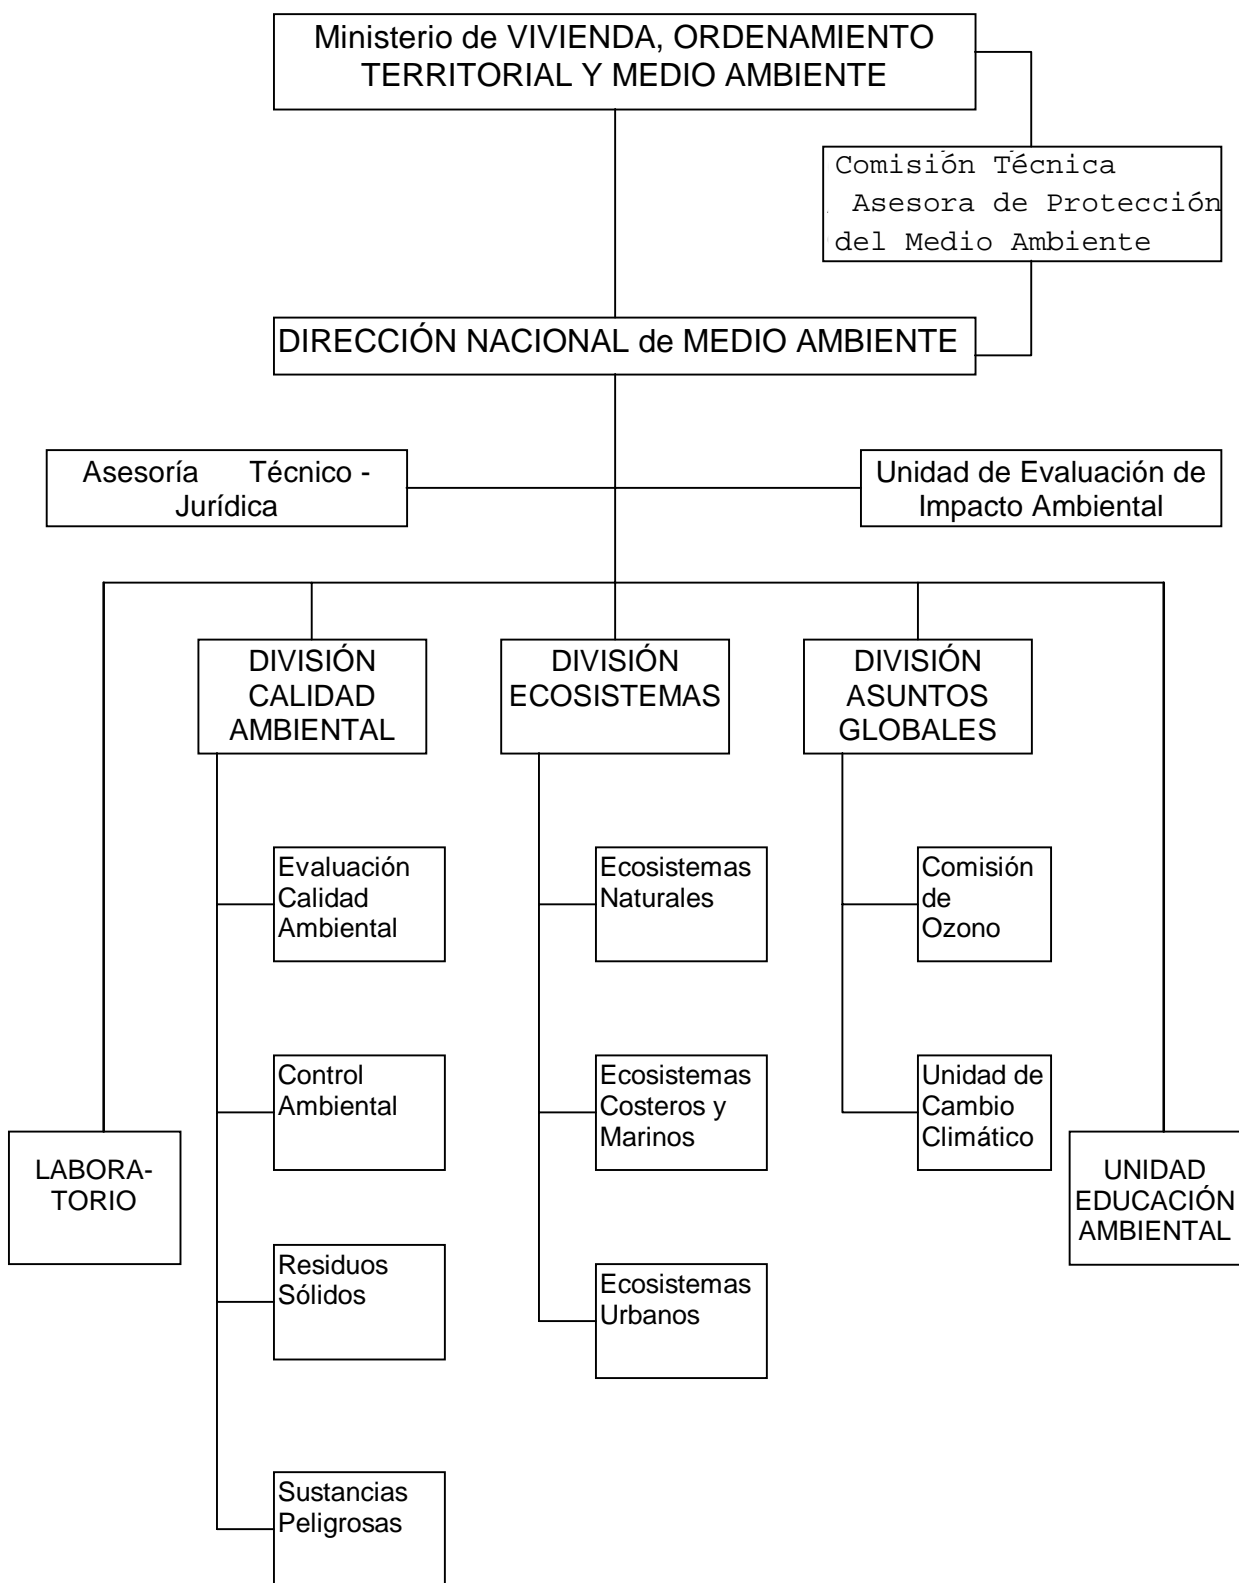 Ministerio de VIVIENDA, ORDENAMIENTO
TERRITORIAL Y MEDIO AMBIENTE
Comisión Técnica
Asesora de Protección
del Medio Ambiente
DIRECCIÓN NACIONAL de MEDIO AMBIENTE
Asesoría Técnico -
Jurídica
Unidad de Evaluación de
Impacto Ambiental
DIVISIÓN
CALIDAD
AMBIENTAL
DIVISIÓN
ECOSISTEMAS
DIVISIÓN
ASUNTOS
GLOBALES
Evaluación
Calidad
Ambiental
Ecosistemas
Naturales
Comisión
de
Ozono
Control
Ambiental
Ecosistemas
Costeros y
Marinos
Unidad de
Cambio
Climático
LABORA-
TORIO
UNIDAD
EDUCACIÓN
AMBIENTAL
Residuos
Sólidos
Ecosistemas
Urbanos
Sustancias
Peligrosas